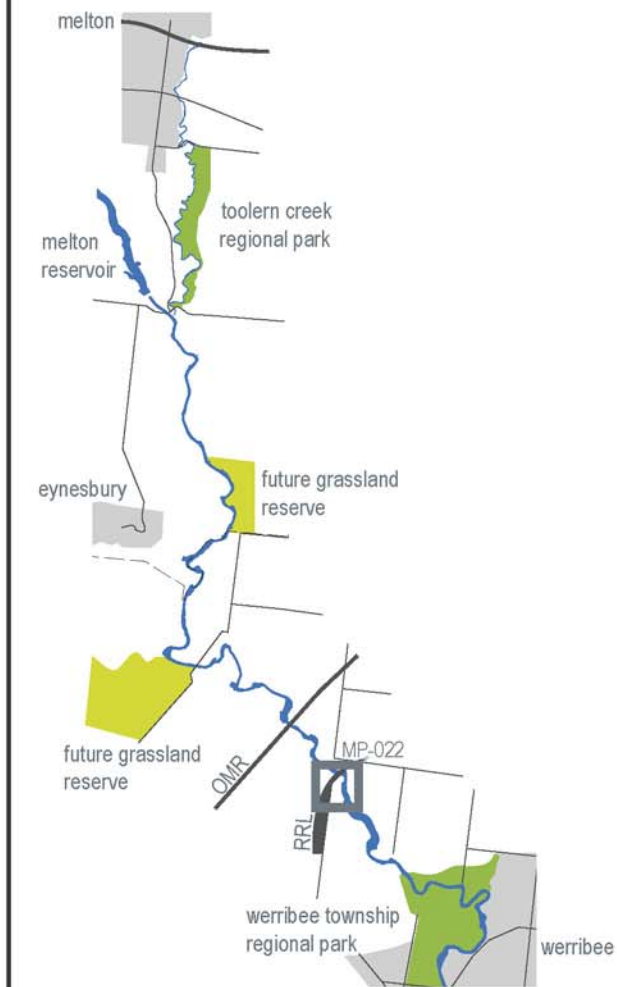 melton
toolern creek
regional park
melton
reservoir
future grassland
reserve
eynesbury
future grassland
reserve
OMR
MP-022
RRL
werribee township
regional park
werribee